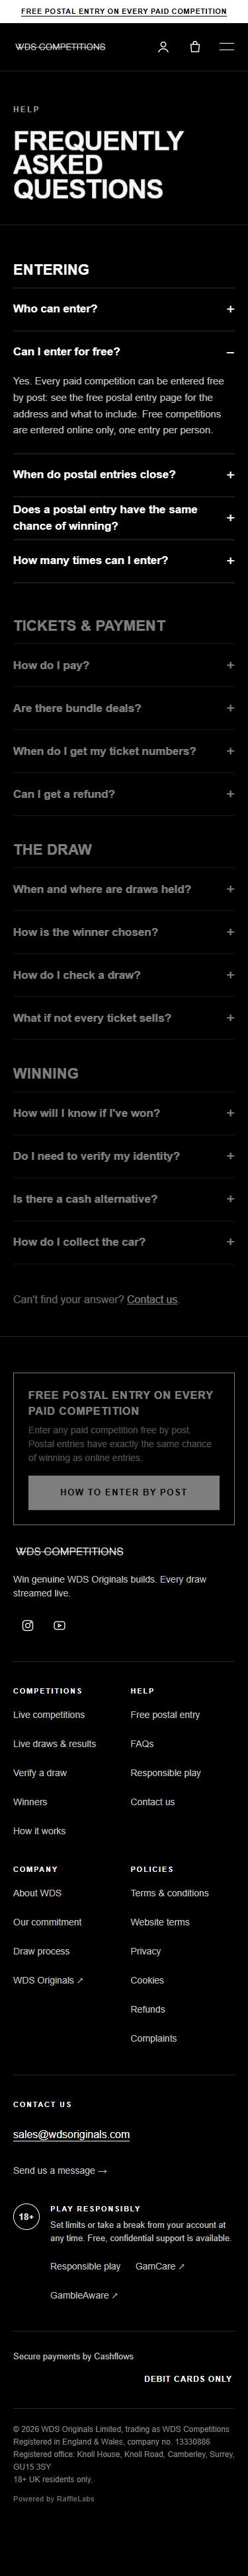 FREE POSTAL ENTRY ON EVERY PAID COMPETITION
WDS COMPETITIONS
HELP
FREQUENTLY
ASKED
QUESTIONS
ENTERING
Who can enter?
Can I enter for free?
Yes. Every paid competition can be entered free
by post: see the free postal entry page for the
address and what to include. Free competitions
are entered online only, one entry per person.
When do postal entries close?
Does a postal entry have the same
chance of winning?
How many times can I enter?
TICKETS & PAYMENT
How do I pay?
Are there bundle deals?
When do I get my ticket numbers?
Can I get a refund?
THE DRAW
When and where are draws held?
How is the winner chosen?
How do I check a draw?
What if not every ticket sells?
WINNING
How will I know if I've won?
Do I need to verify my identity?
Is there a cash alternative?
How do I collect the car?
Can't find your answer? Contact us.
FREE POSTAL ENTRY ON EVERY
PAID COMPETITION
Enter any paid competition free by post.
Postal entries have exactly the same chance
of winning as online entries.
HOW TO ENTER BY POST
WDS COMPETITIONS
Win genuine WDS Originals builds. Every draw
streamed live.
COMPETITIONS
Live competitions
Live draws & results
Verify a draw
Winners
How it works
HELP
Free postal entry
FAQs
Responsible play
Contact us
COMPANY
About WDS
Our commitment
Draw process
WDS Originals ↗
POLICIES
Terms & conditions
Website terms
Privacy
Cookies
Refunds
Complaints
CONTACT US
sales@wdsoriginals.com
Send us a message →
18+
PLAY RESPONSIBLY
Set limits or take a break from your account at
any time. Free, confidential support is available.
Responsible play GamCare ↗
GambleAware ↗
Secure payments by Cashflows
DEBIT CARDS ONLY
© 2026 WDS Originals Limited, trading as WDS Competitions
Registered in England & Wales, company no. 13330886
Registered office: Knoll House, Knoll Road, Camberley, Surrey,
GU15 3SY
18+ UK residents only.
Powered by RaffleLabs